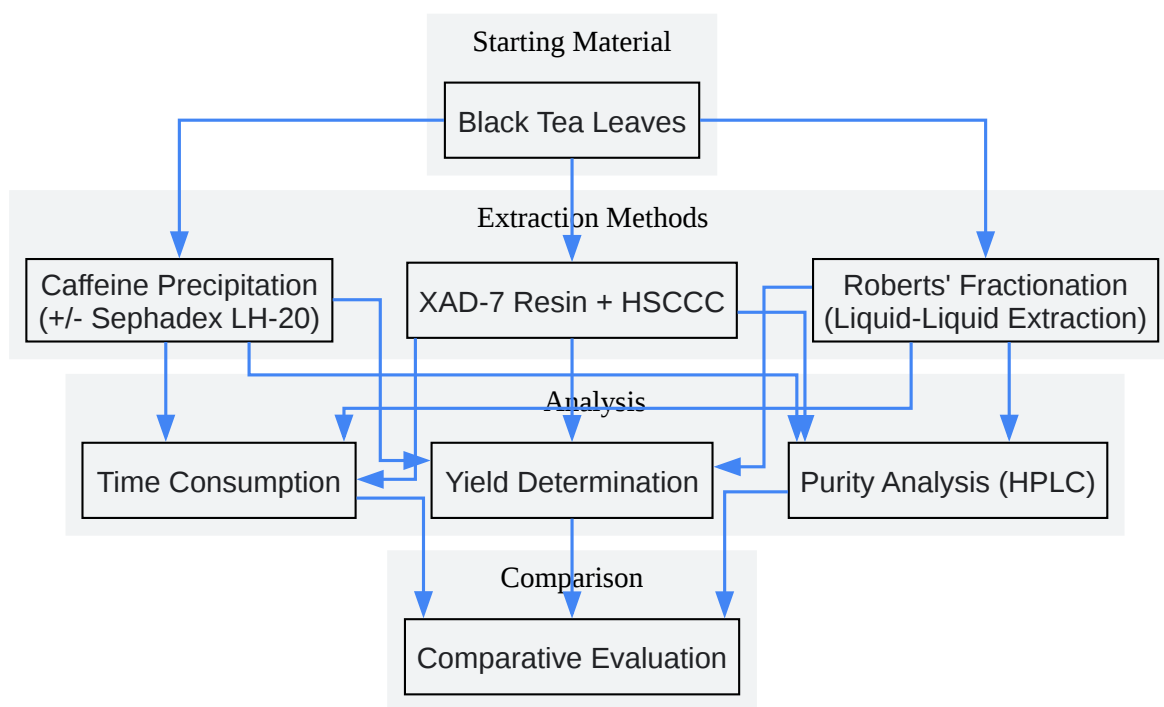 Starting Material
Black Tea Leaves
Extraction Methods
Caffeine Precipitation
(+/- Sephadex LH-20)
XAD-7 Resin + HSCCC
Roberts' Fractionation
(Liquid-Liquid Extraction)
Analysis
Time Consumption
Yield Determination
Purity Analysis (HPLC)
Comparison
Comparative Evaluation